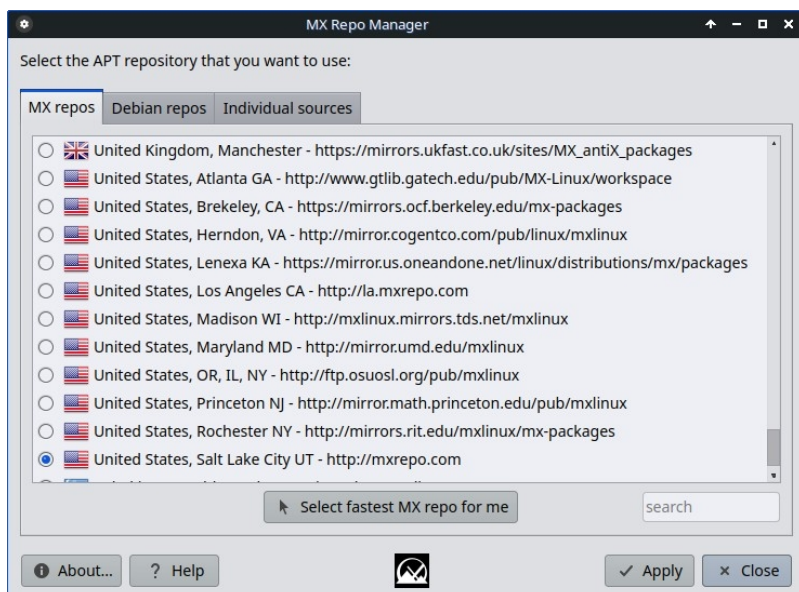 MX Repo Manager
Select the APT repository that you want to use:
MX repos Debian repos Individual sources
United Kingdom, Manchester - https://mirrors.ukfast.co.uk/sites/MX_antiX_packages
United States, Atlanta GA - http://www.gtlib.gatech.edu/pub/MX-Linux/workspace
United States, Brekeley, CA - https://mirrors.ocf.berkeley.edu/mx-packages
United States, Herndon, VA - http://mirror.cogentco.com/pub/linux/mxlinux
United States, Lenexa KA - https://mirror.us.oneandone.net/linux/distributions/mx/packages
United States, Los Angeles CA - http://la.mxrepo.com
United States, Madison WI - http://mxlinux.mirrors.tds.net/mxlinux
United States, Maryland MD - http://mirror.umd.edu/mxlinux
United States, OR, IL, NY - http://ftp.osuosl.org/pub/mxlinux
United States, Princeton NJ - http://mirror.math.princeton.edu/pub/mxlinux
United States, Rochester NY - http://mirrors.rit.edu/mxlinux/mx-packages
United States, Salt Lake City UT - http://mxrepo.com
Select fastest MX repo for me search
About... ? Help Apply Close